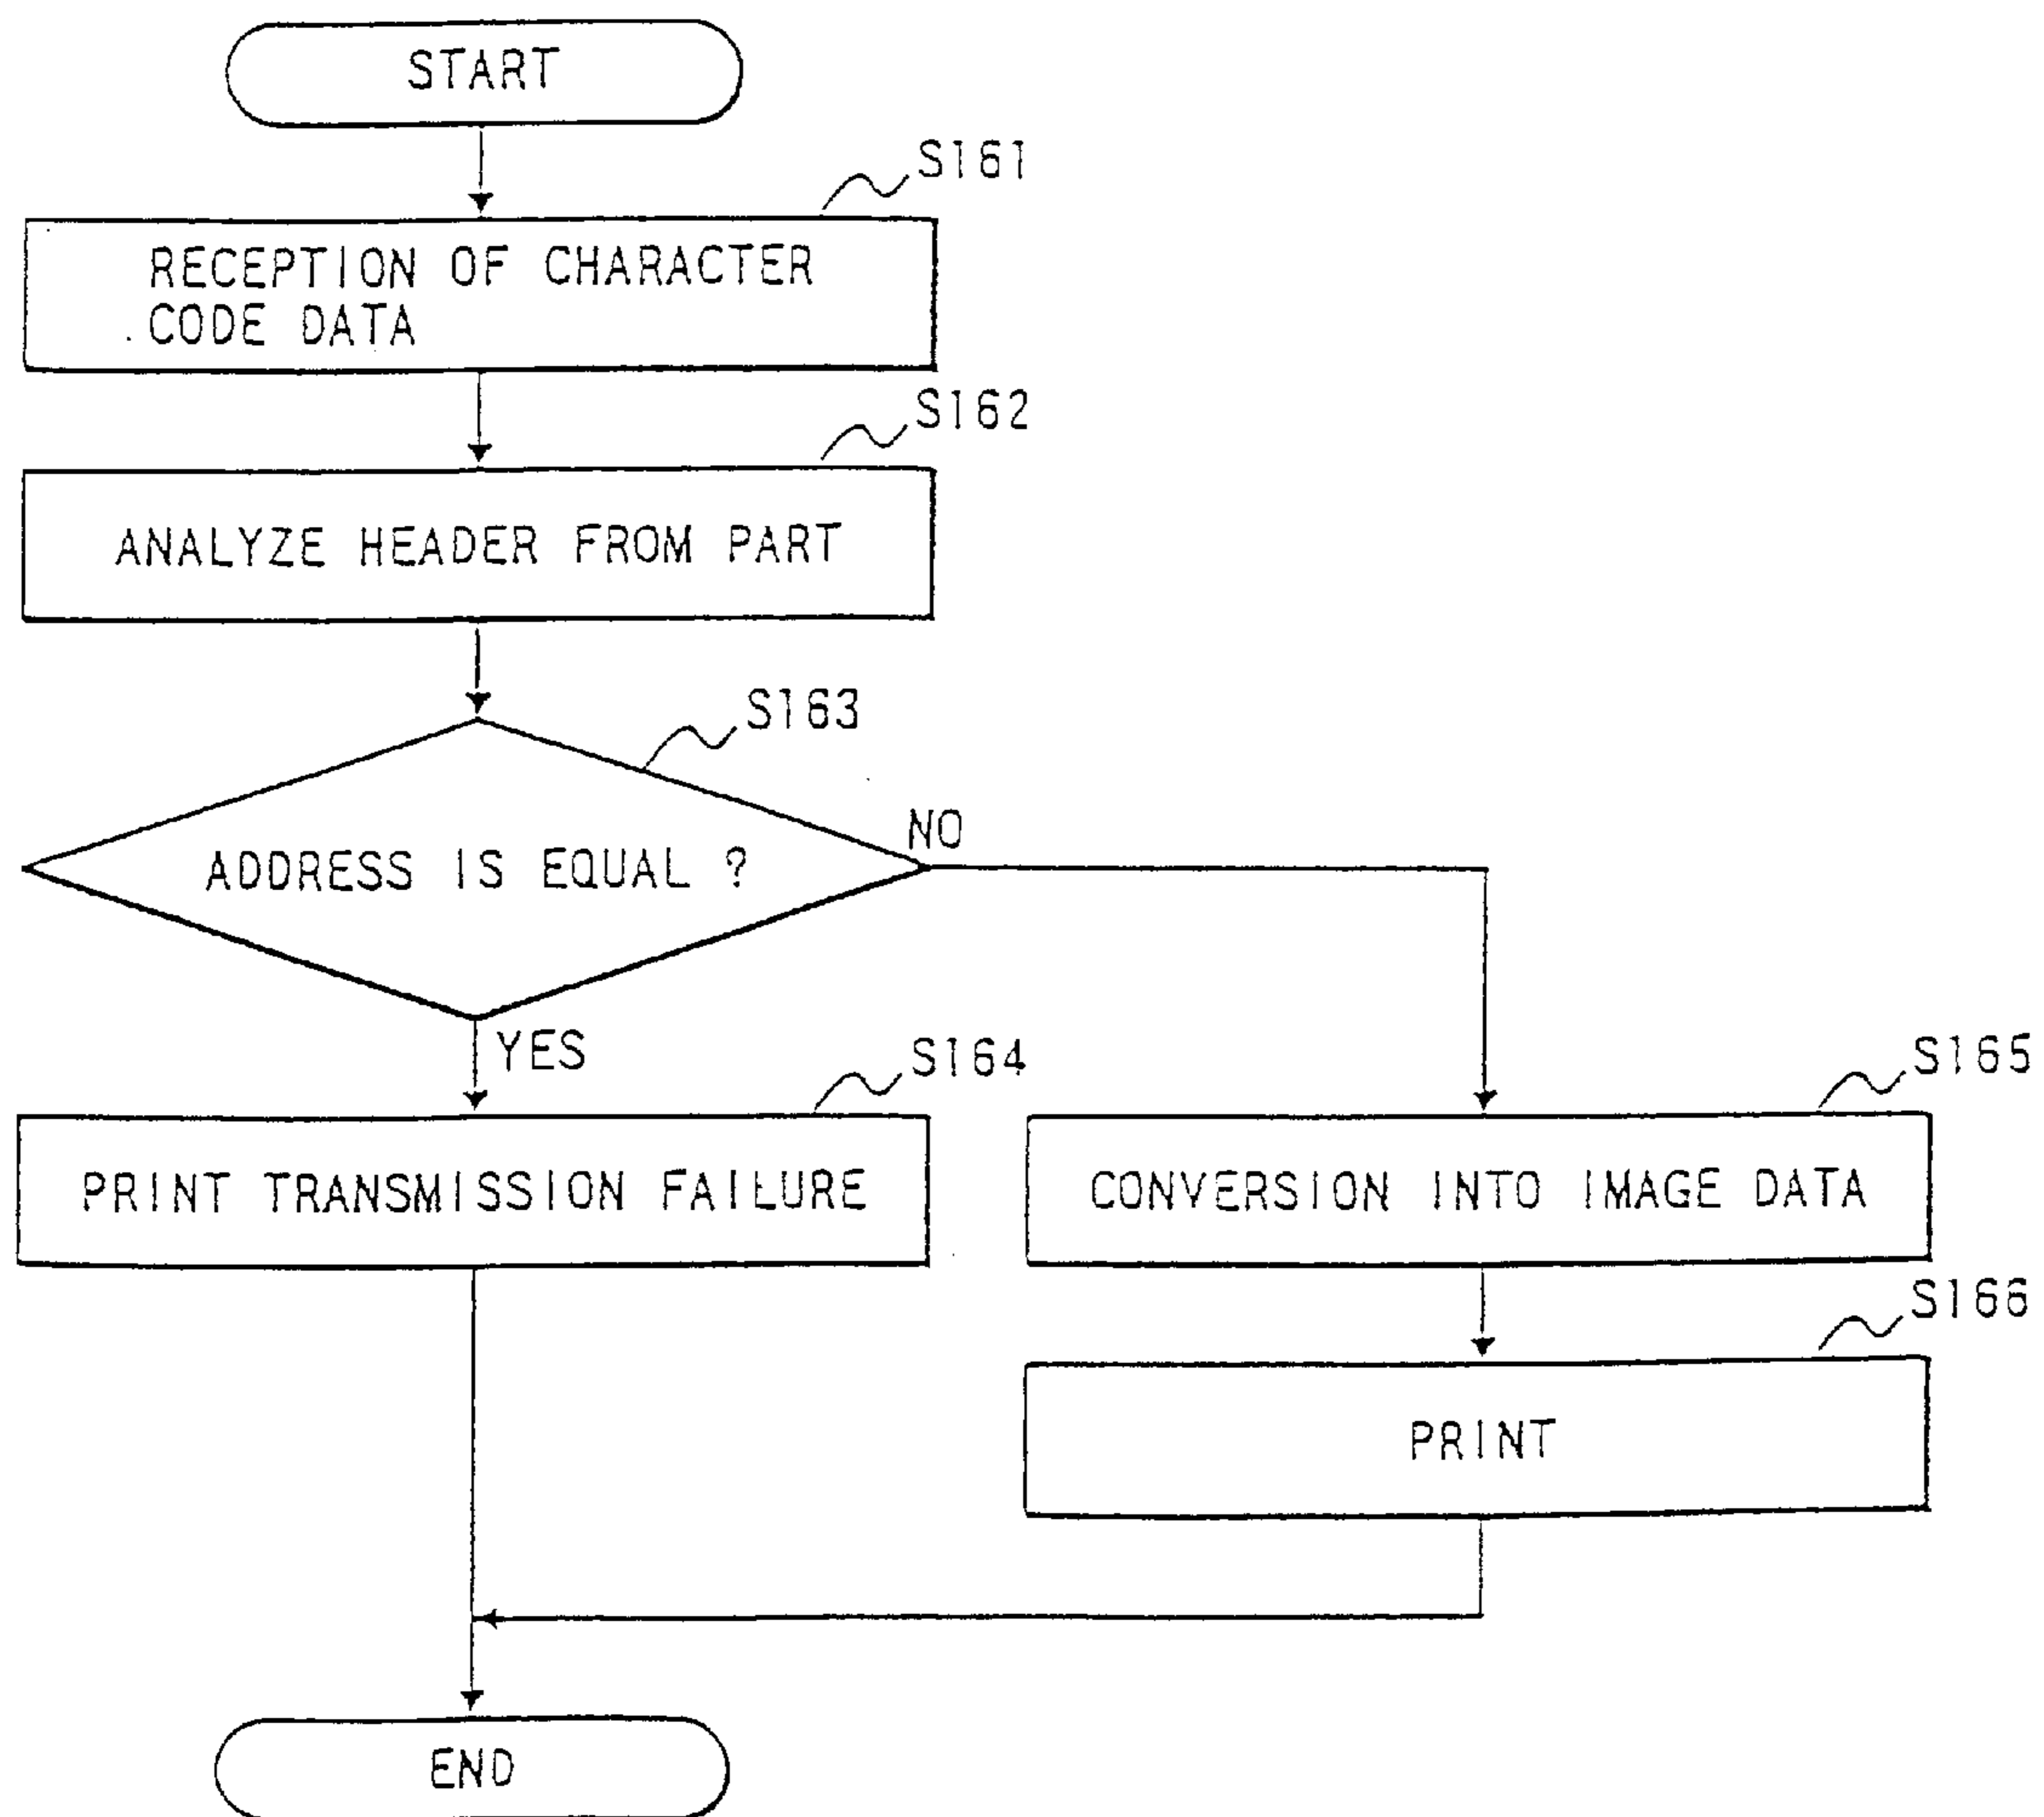 START
S161
RECEPTION OF CHARACTER
CODE DATA
S162
ANALYZE HEADER FROM PART
S163
ADDRESS IS EQUAL ?
NO
YES
S164
PRINT TRANSMISSION FAILURE
S165
CONVERSION INTO IMAGE DATA
S166
PRINT
END